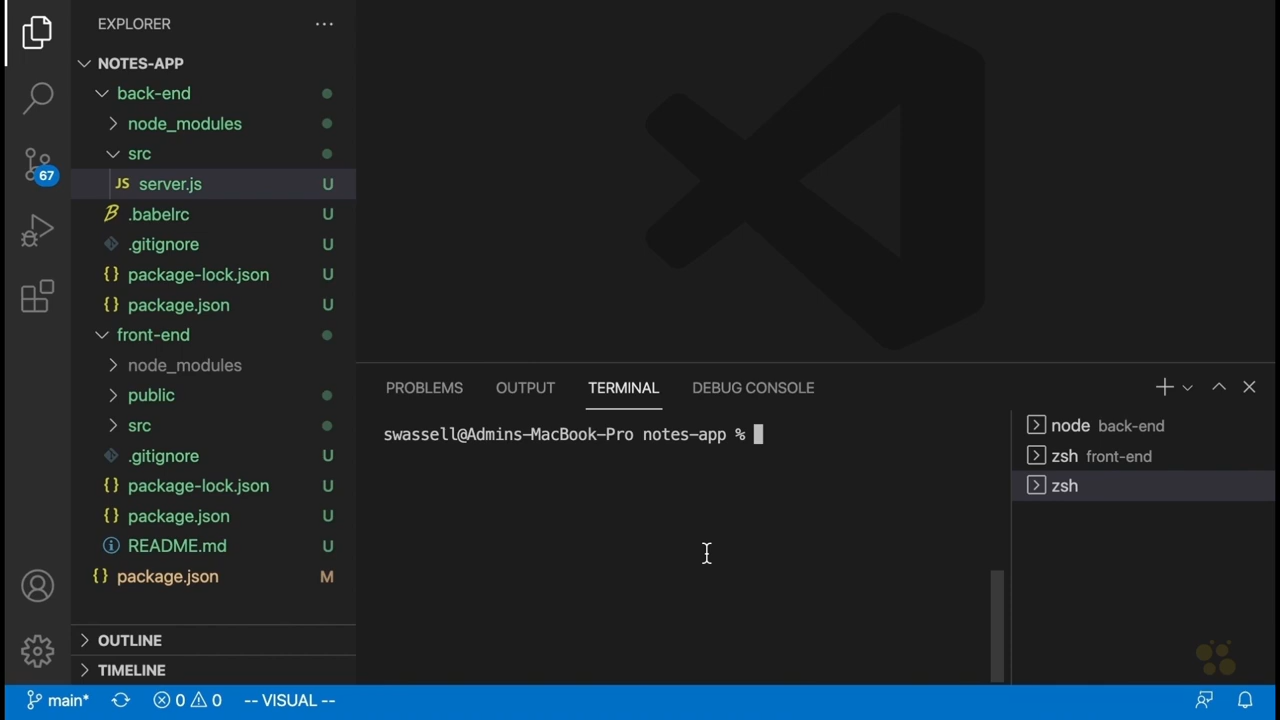 EXPLORER
NOTES-APP
back-end
node_modules
src
JS server.js U
.babelrc U
.gitignore U
{} package-lock.json U
{} package.json U
front-end
node_modules
public
src
.gitignore U
{} package-lock.json U
{} package.json U
README.md U
{} package.json M
OUTLINE
TIMELINE
67
PROBLEMS OUTPUT TERMINAL DEBUG CONSOLE
swassell@Admins-MacBook-Pro notes-app %
node back-end
zsh front-end
zsh
main* 0 0 -- VISUAL --